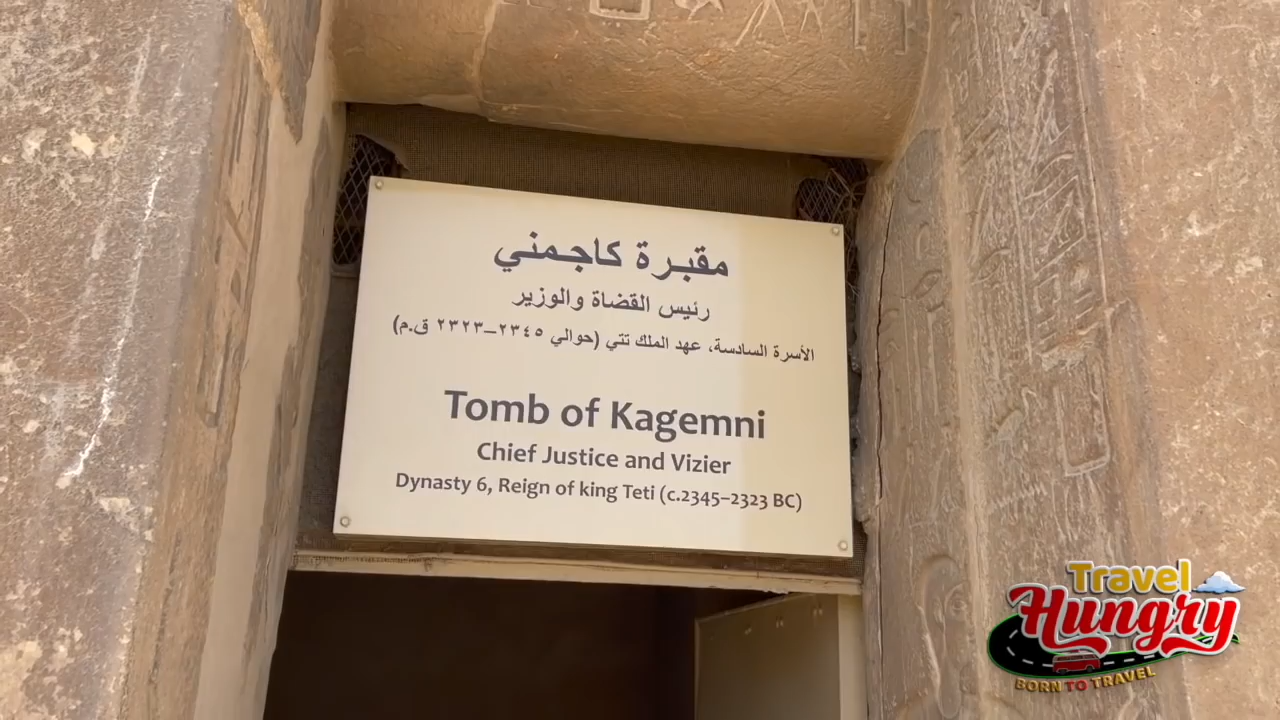 مقبرة كاجمني
رئيس القضاة والوزير
الأسرة السادسة، عهد الملك تتي (حوالي ٢٣٤٥–٢٣٢٣ ق.م)
Tomb of Kagemni
Chief Justice and Vizier
Dynasty 6, Reign of king Teti (c.2345–2323 BC)
Travel
Hungry
BORN TO TRAVEL